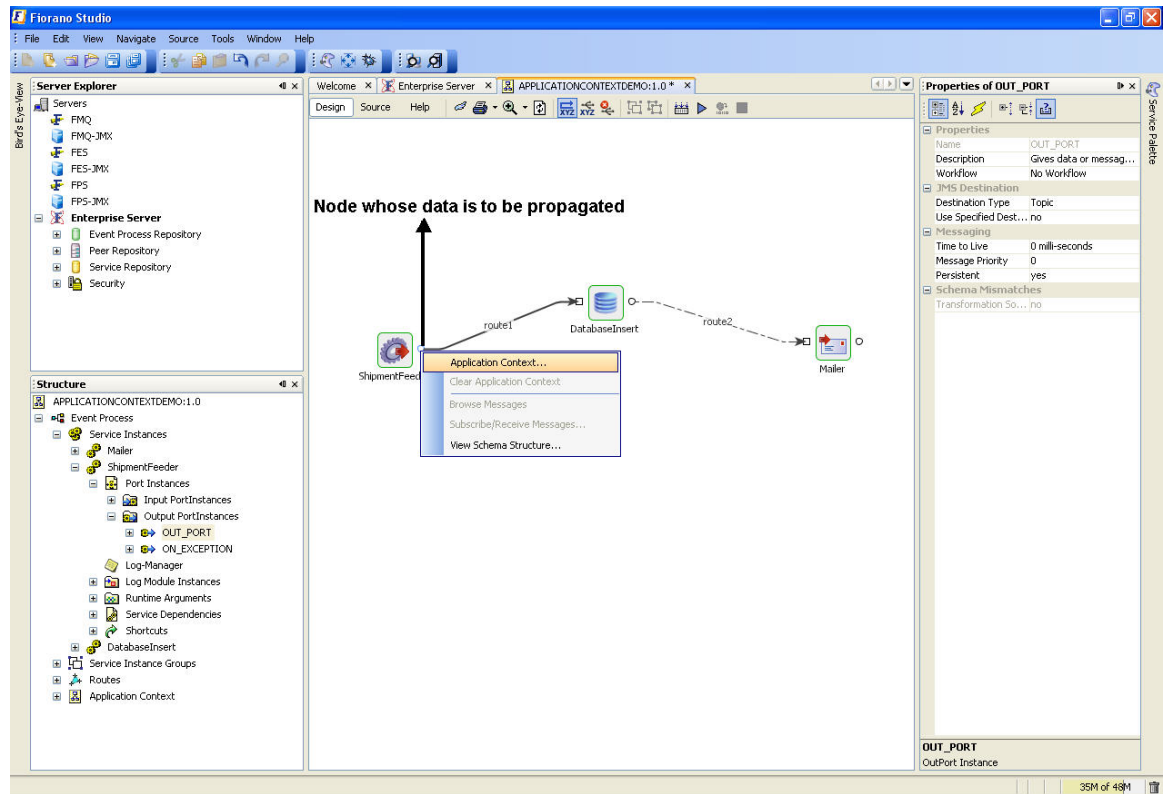 Fiorano Studio
File Edit View Navigate Source Tools Window Help
Bird's Eye-View
Server Explorer
Servers
FMQ
FMQ-JMX
FES
FES-JMX
FPS
FPS-JMX
Enterprise Server
Event Process Repository
Peer Repository
Service Repository
Security
Structure
APPLICATIONCONTEXTDEMO:1.0
Event Process
Service Instances
Mailer
ShipmentFeeder
Port Instances
Input PortInstances
Output PortInstances
OUT_PORT
ON_EXCEPTION
Log-Manager
Log Module Instances
Runtime Arguments
Service Dependencies
Shortcuts
DatabaseInsert
Service Instance Groups
Routes
Application Context
Welcome Enterprise Server APPLICATIONCONTEXTDEMO:1.0 *
Design Source Help
Node whose data is to be propagated
route1
DatabaseInsert
route2
Mailer
ShipmentFeed
Application Context...
Clear Application Context
Browse Messages
Subscribe/Receive Messages...
View Schema Structure...
Properties of OUT_PORT
Properties
Name OUT_PORT
Description Gives data or messag...
Workflow No Workflow
JMS Destination
Destination Type Topic
Use Specified Dest... no
Messaging
Time to Live 0 milli-seconds
Message Priority 0
Persistent yes
Schema Mismatches
Transformation So... no
OUT_PORT
OutPort Instance
Service Palette
35M of 48M